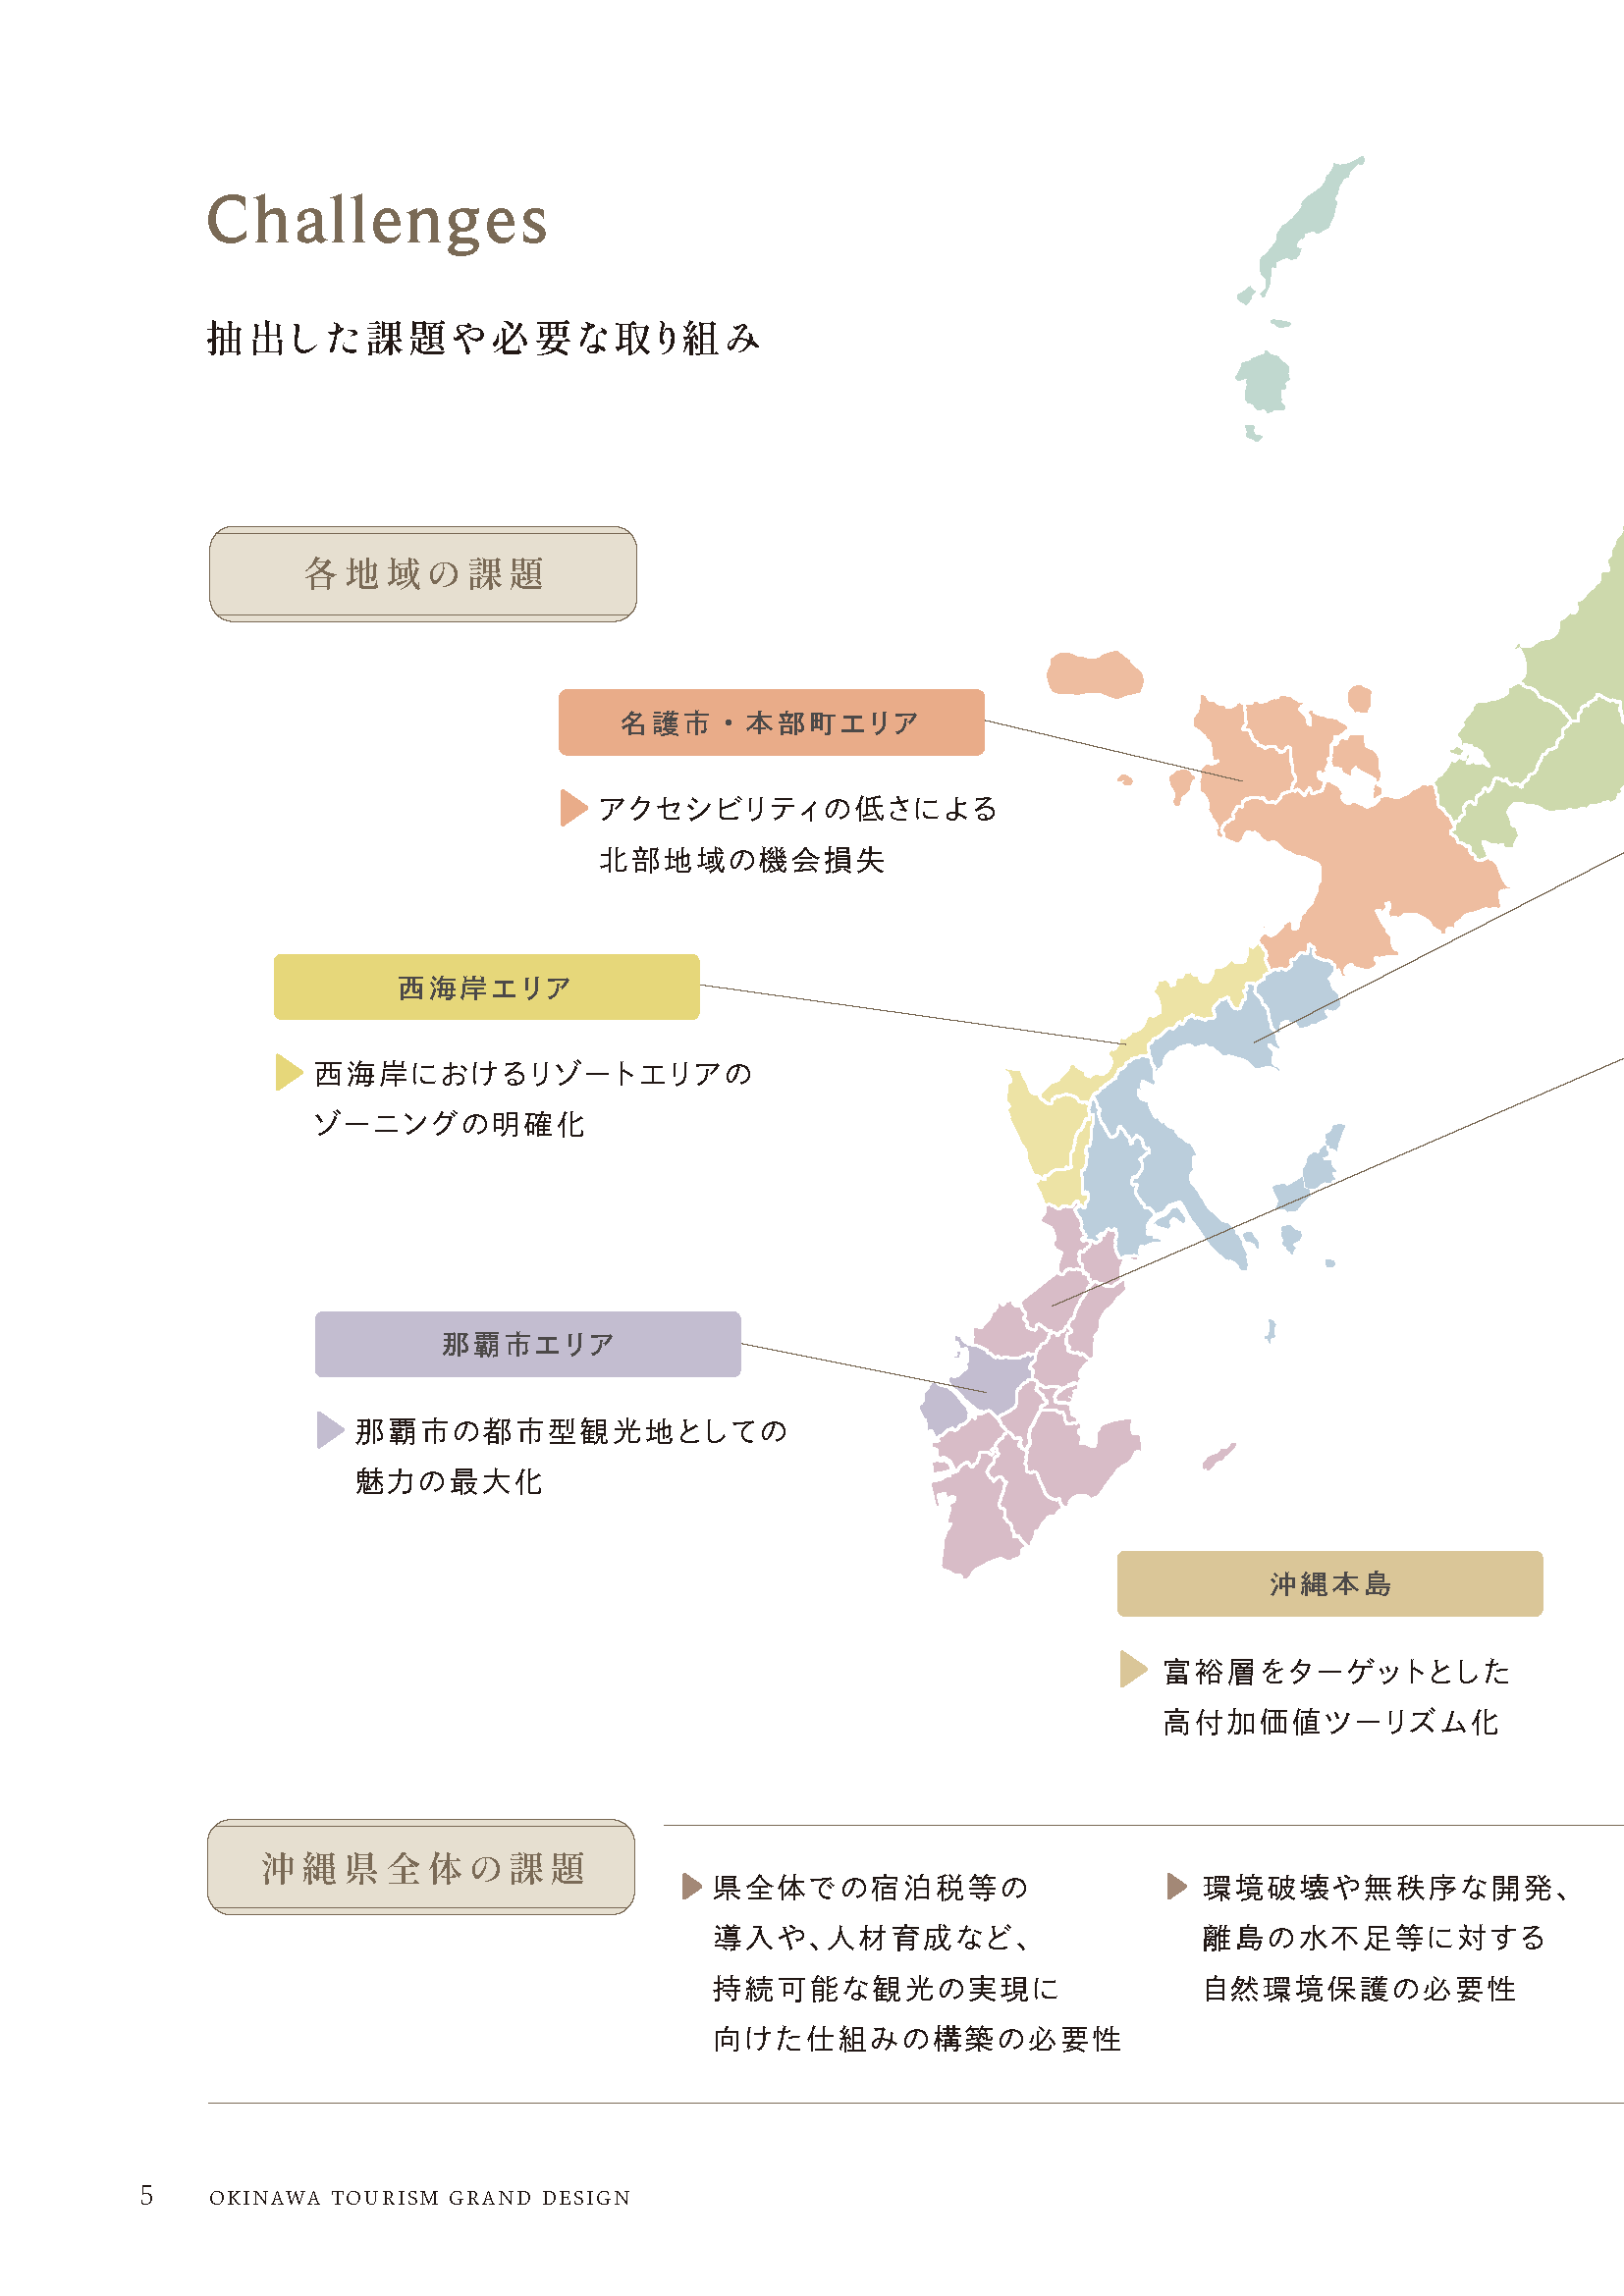 Challenges
抽出した課題や必要な取り組み
各地域の課題
名護市・本部町エリア
アクセシビリティの低さによる
北部地域の機会損失
西海岸エリア
西海岸におけるリゾートエリアの
ゾーニングの明確化
那覇市エリア
那覇市の都市型観光地としての
魅力の最大化
沖縄本島
富裕層をターゲットとした
高付加価値ツーリズム化
沖縄県全体の課題
県全体での宿泊税等の
導入や、人材育成など、
持続可能な観光の実現に
向けた仕組みの構築の必要性
環境破壊や無秩序な開発、
離島の水不足等に対する
自然環境保護の必要性
5 OKINAWA TOURISM GRAND DESIGN